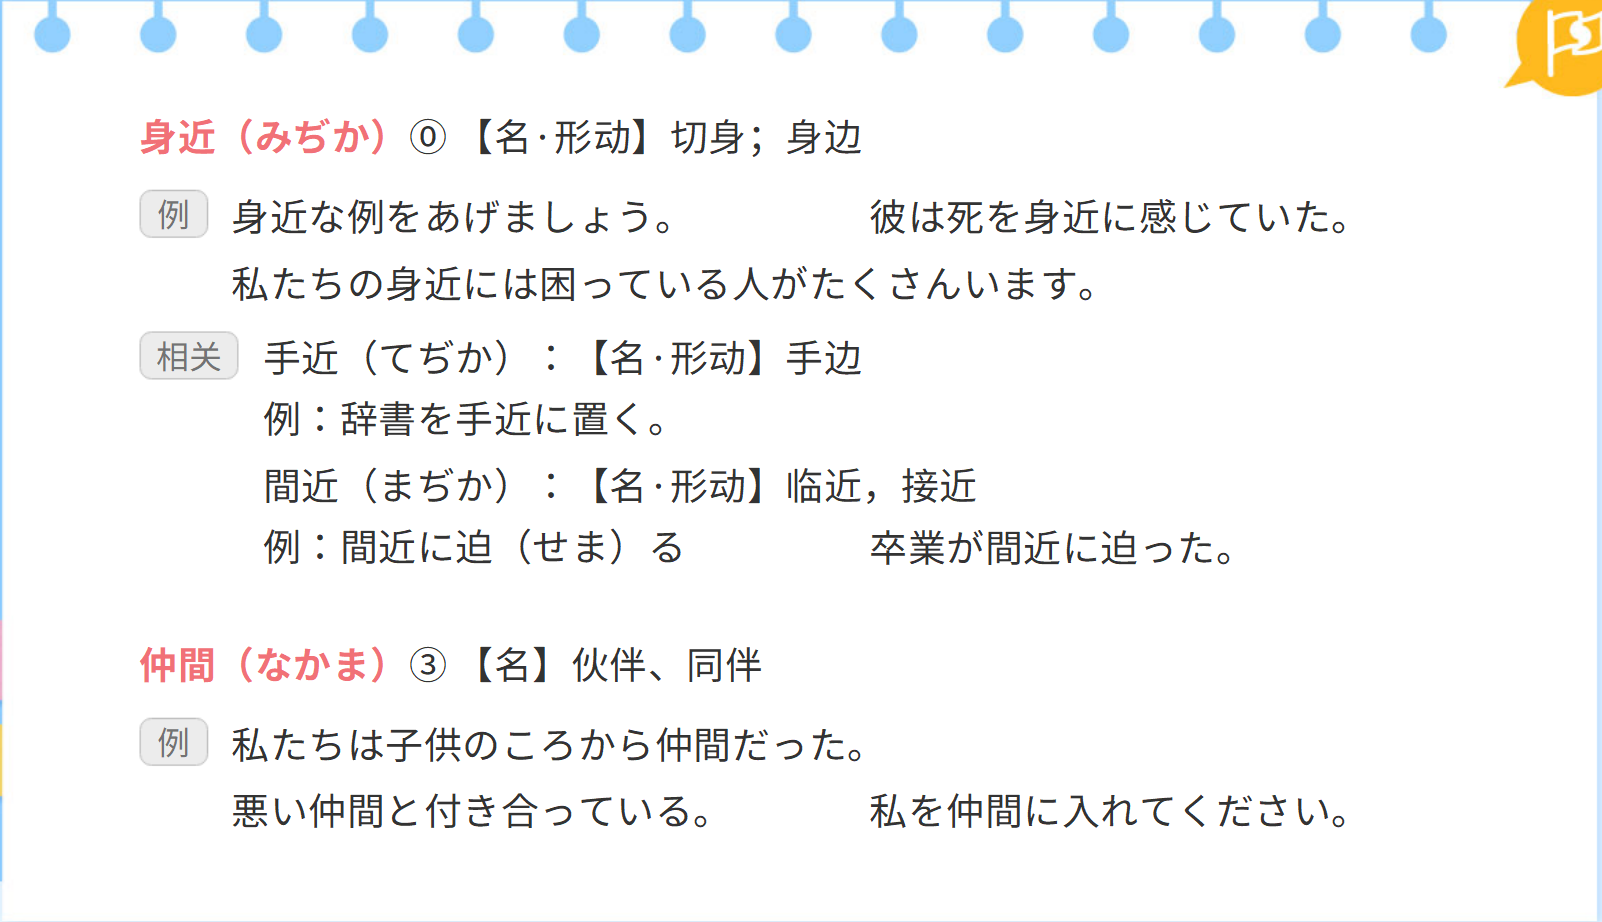 身近（みぢか）⓪【名·形动】切身；身边
例 身近な例をあげましょう。 彼は死を身近に感じていた。
私たちの身近には困っている人がたくさんいます。
相关 手近（てぢか）：【名·形动】手边
例：辞書を手近に置く。
間近（まぢか）：【名·形动】临近，接近
例：間近に迫（せま）る 卒業が間近に迫った。
仲間（なかま）③【名】伙伴、同伴
例 私たちは子供のころから仲間だった。
悪い仲間と付き合っている。 私を仲間に入れてください。